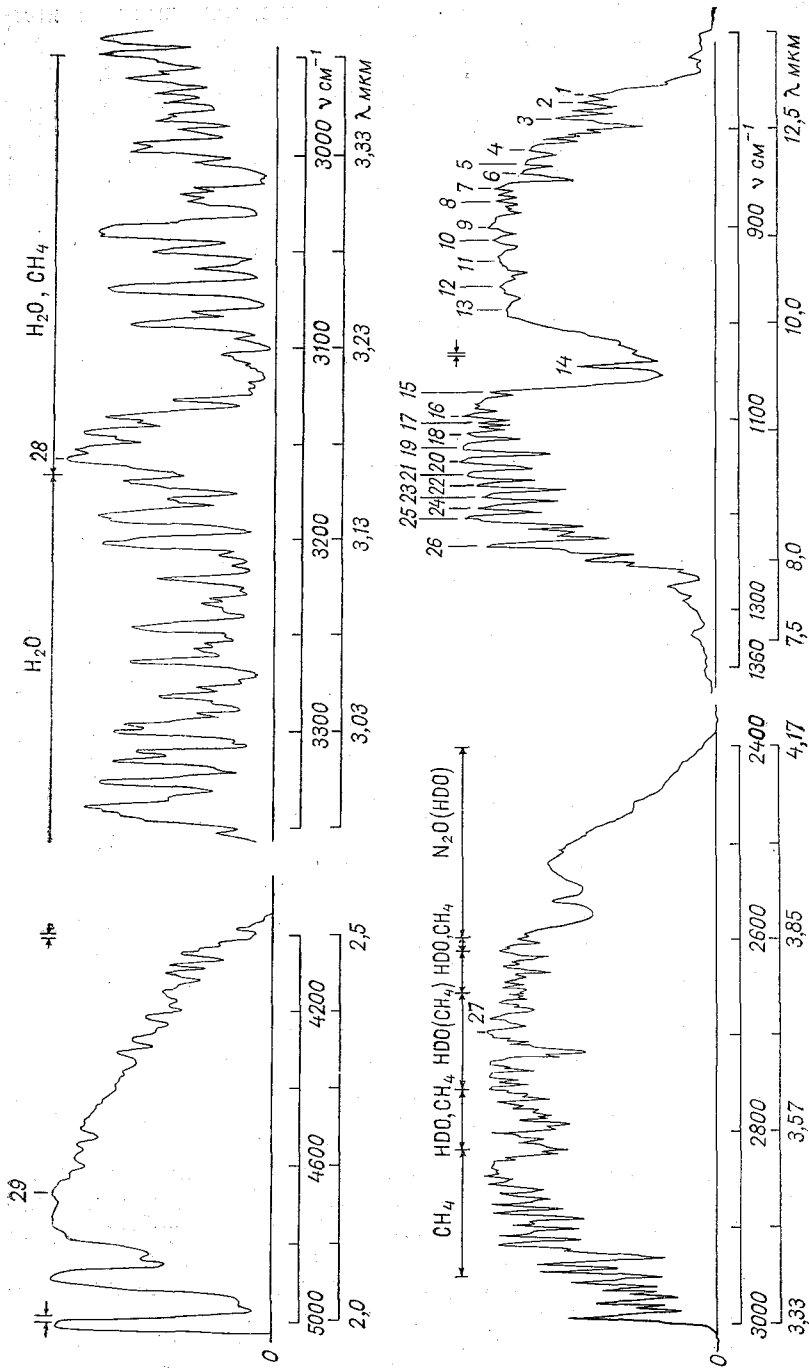 29
5000 4600 4200
2,0 2,5
0
H₂O H₂O, CH₄
28
3300 3200 3100 3000 ν см⁻¹
3,03 3,13 3,23 3,33 λ мкм
0
CH₄ HDO, CH₄ HDO(CH₄) HDO, CH₄ N₂O(HDO)
27
3000 2800 2600 2400
3,33 3,57 3,85 4,17
0
26 25 24 23 22 21 20 19 18 17 16 15 14 13 12 11 10 9 8 7 6 5 4 3 2 1
1360 1300 1100 900 ν см⁻¹
7,5 8,0 10,0 12,5 λ мкм